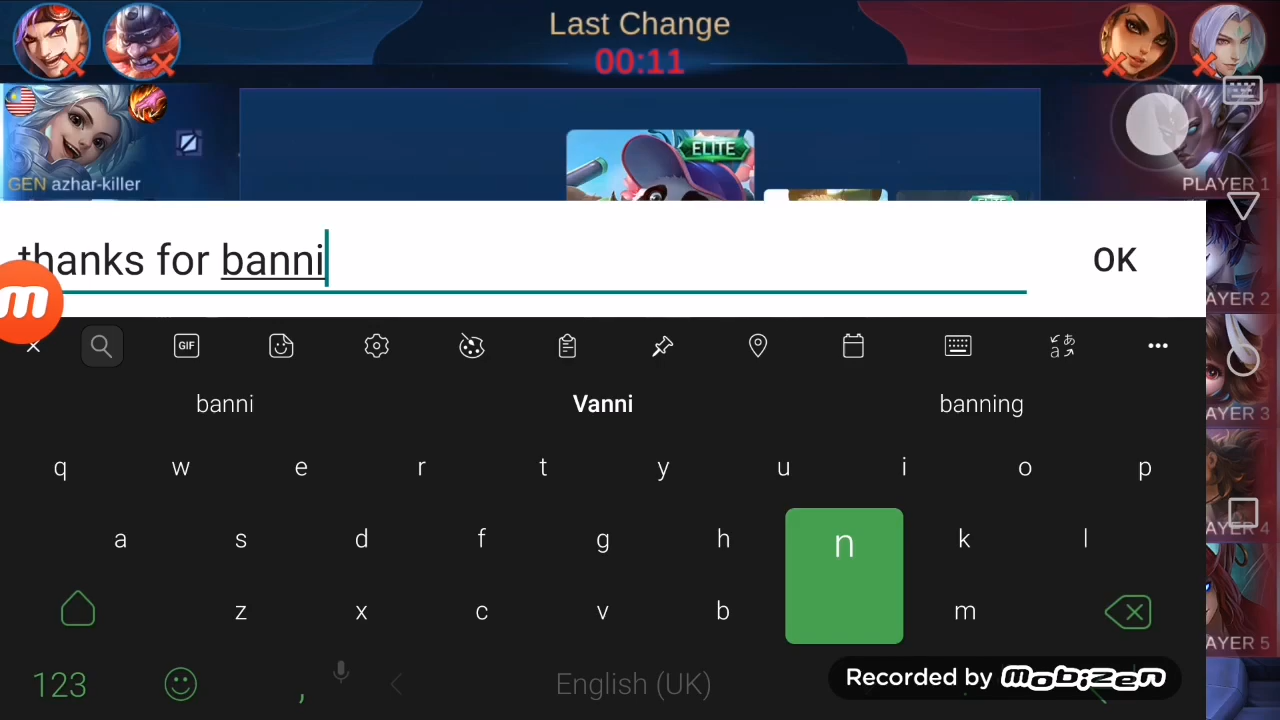 Last Change
00:11
ELITE
GEN azhar-killer
PLAYER 1
thanks for banni
OK
AYER 2
GIF
banni Vanni banning
AYER 3
q w e r t y u i o p
AYER 4
a s d f g h n k l
z x c v b m
AYER 5
123 , English (UK)
Recorded by mobizen